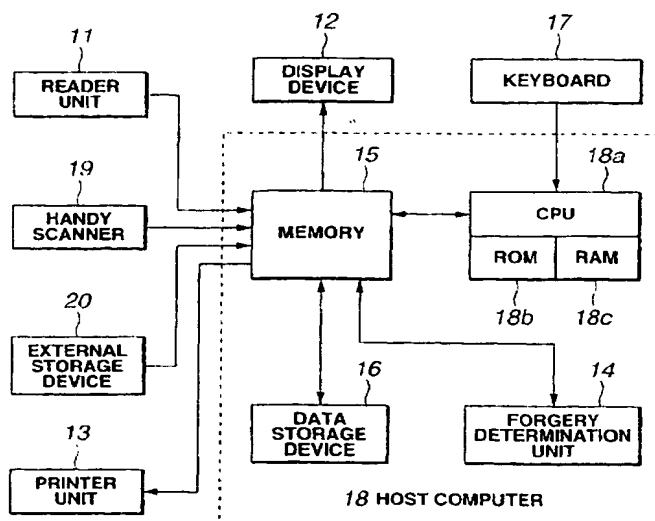 11
READER
UNIT
12
DISPLAY
DEVICE
17
KEYBOARD
19
HANDY
SCANNER
15
MEMORY
18a
CPU
ROM
RAM
18b
18c
20
EXTERNAL
STORAGE
DEVICE
16
DATA
STORAGE
DEVICE
14
FORGERY
DETERMINATION
UNIT
13
PRINTER
UNIT
18 HOST COMPUTER